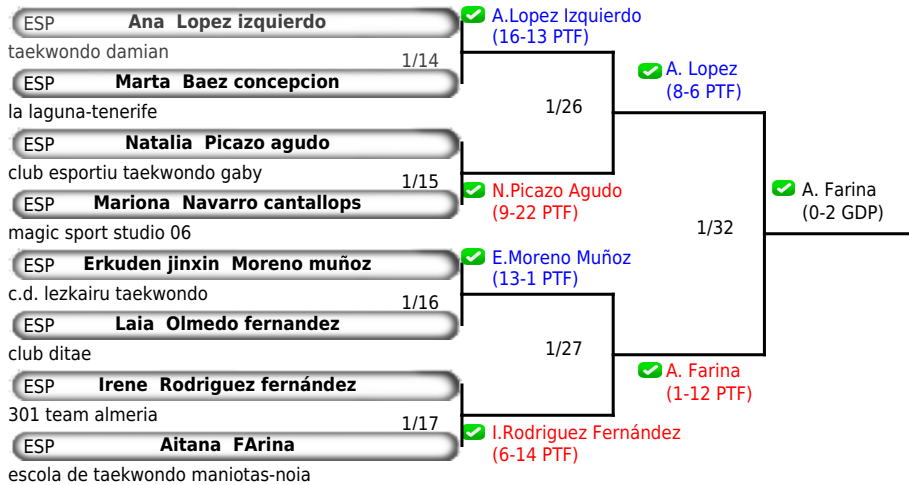 ESP Ana Lopez izquierdo
taekwondo damian
1/14
ESP Marta Baez concepcion
la laguna-tenerife
ESP Natalia Picazo agudo
club esportiu taekwondo gaby
1/15
ESP Mariona Navarro cantallops
magic sport studio 06
ESP Erkuden jinxin Moreno muñoz
c.d. lezkairu taekwondo
1/16
ESP Laia Olmedo fernandez
club ditae
ESP Irene Rodriguez fernández
301 team almeria
1/17
ESP Aitana FArina
escola de taekwondo maniotas-noia
A.Lopez Izquierdo
(16-13 PTF)
1/26
N.Picazo Agudo
(9-22 PTF)
E.Moreno Muñoz
(13-1 PTF)
1/27
I.Rodriguez Fernández
(6-14 PTF)
A. Lopez
(8-6 PTF)
1/32
A. Farina
(1-12 PTF)
A. Farina
(0-2 GDP)